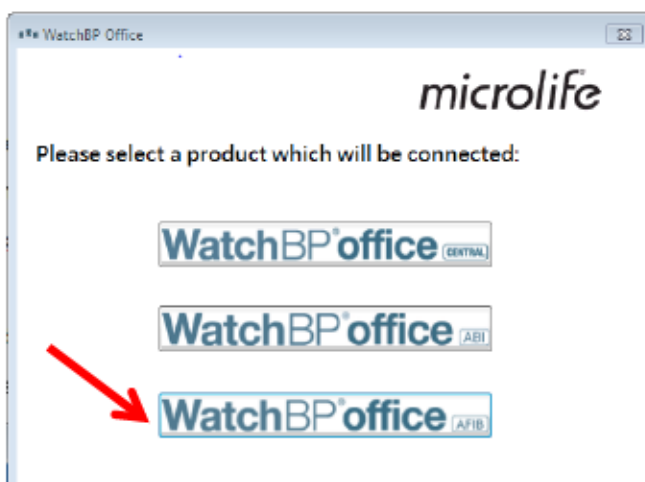 WatchBP Office
microlife
Please select a product which will be connected:
WatchBP®office CENTRAL
WatchBP®office ABI
WatchBP®office AFIB